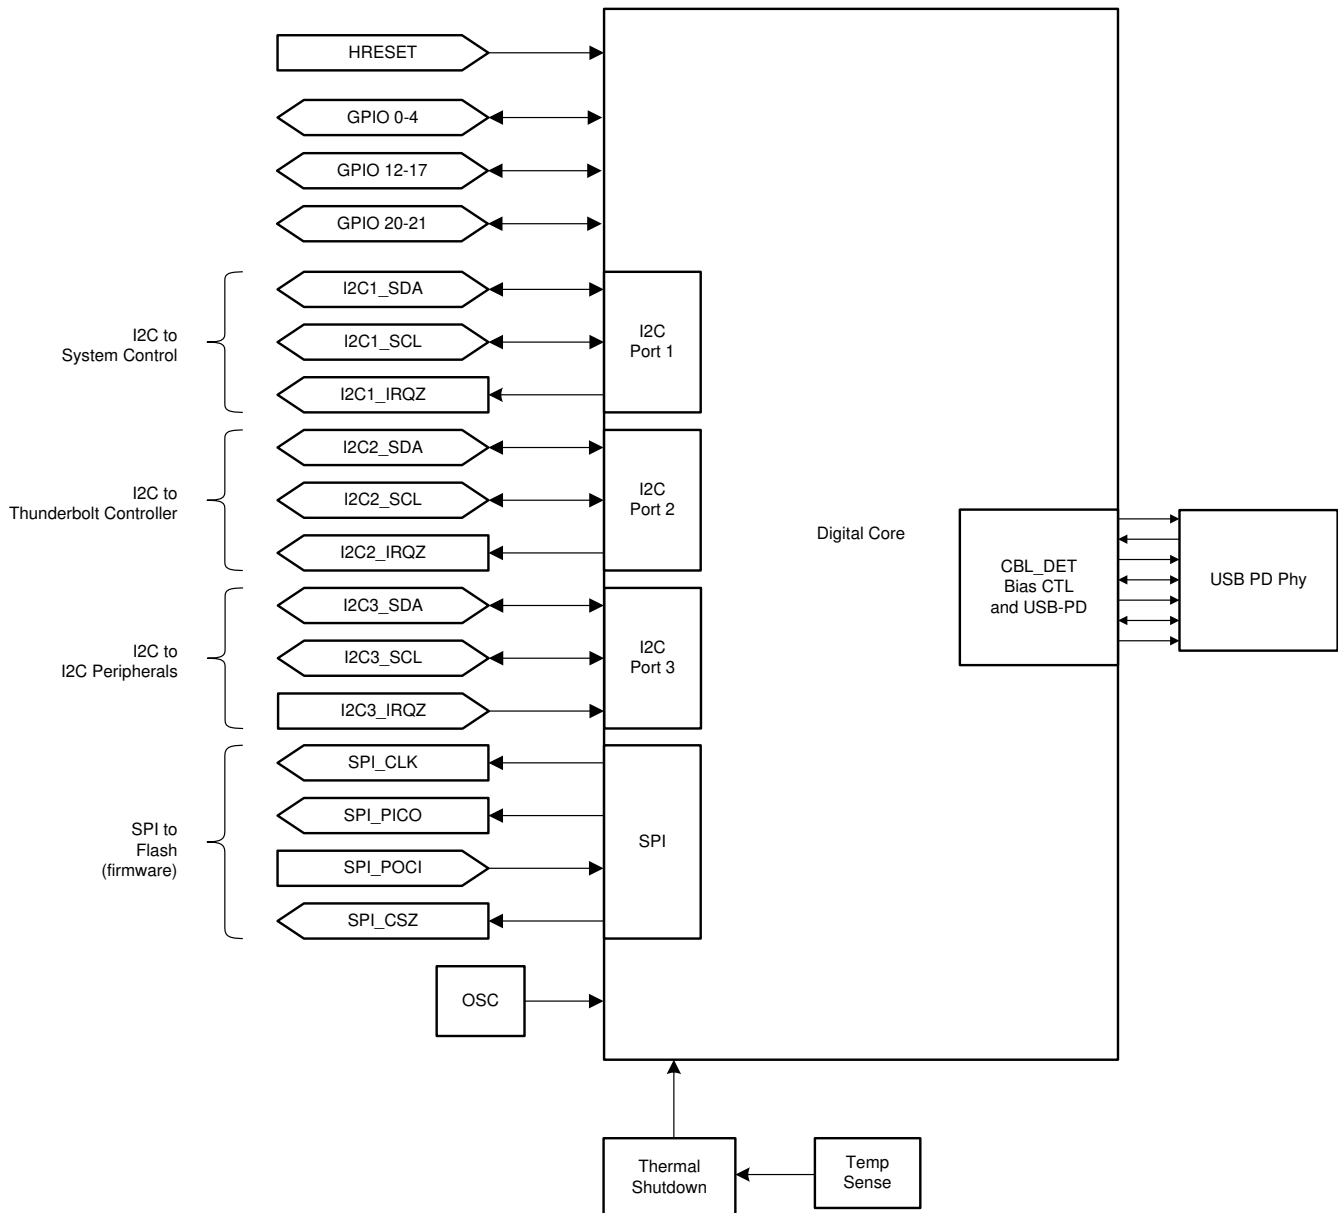 HRESET
GPIO 0-4
GPIO 12-17
GPIO 20-21
I2C to
System Control
I2C1_SDA
I2C1_SCL
I2C1_IRQZ
I2C
Port 1
I2C to
Thunderbolt Controller
I2C2_SDA
I2C2_SCL
I2C2_IRQZ
I2C
Port 2
Digital Core
CBL_DET
Bias CTL
and USB-PD
USB PD Phy
I2C to
I2C Peripherals
I2C3_SDA
I2C3_SCL
I2C3_IRQZ
I2C
Port 3
SPI to
Flash
(firmware)
SPI_CLK
SPI_PICO
SPI_POCI
SPI_CSZ
SPI
OSC
Thermal
Shutdown
Temp
Sense